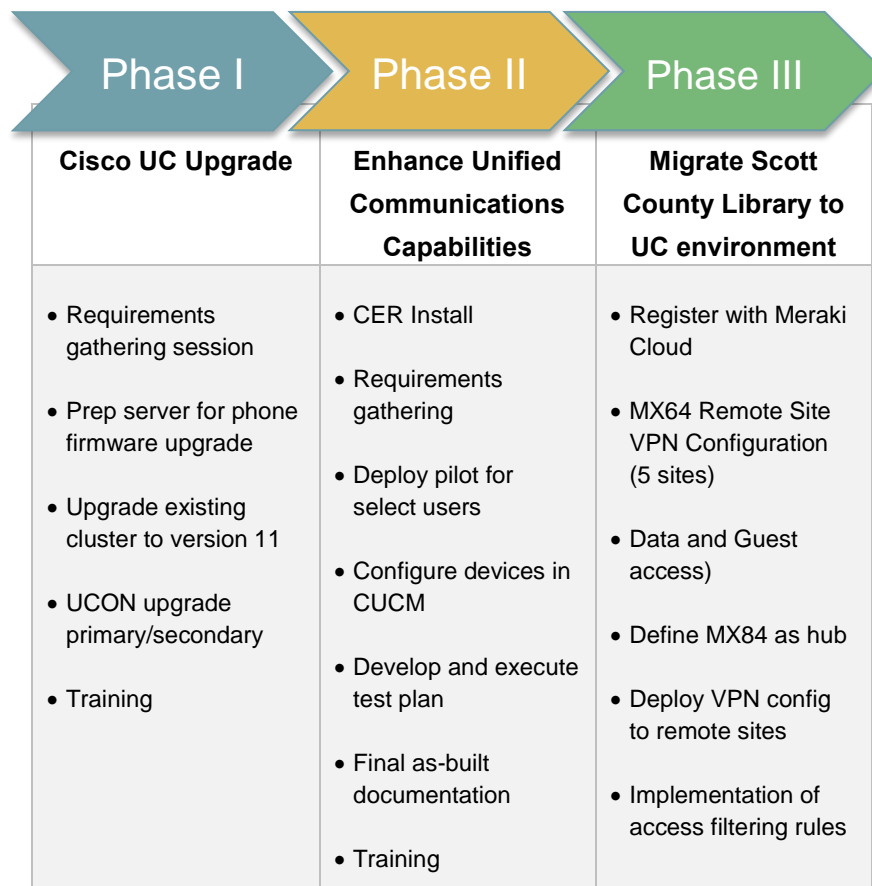 Phase I
Phase II
Phase III
Cisco UC Upgrade
Enhance Unified
Communications
Capabilities
Migrate Scott
County Library to
UC environment
• Requirements
gathering session
• Prep server for phone
firmware upgrade
• Upgrade existing
cluster to version 11
• UCON upgrade
primary/secondary
• Training
• CER Install
• Requirements
gathering
• Deploy pilot for
select users
• Configure devices in
CUCM
• Develop and execute
test plan
• Final as-built
documentation
• Training
• Register with Meraki
Cloud
• MX64 Remote Site
VPN Configuration
(5 sites)
• Data and Guest
access)
• Define MX84 as hub
• Deploy VPN config
to remote sites
• Implementation of
access filtering rules